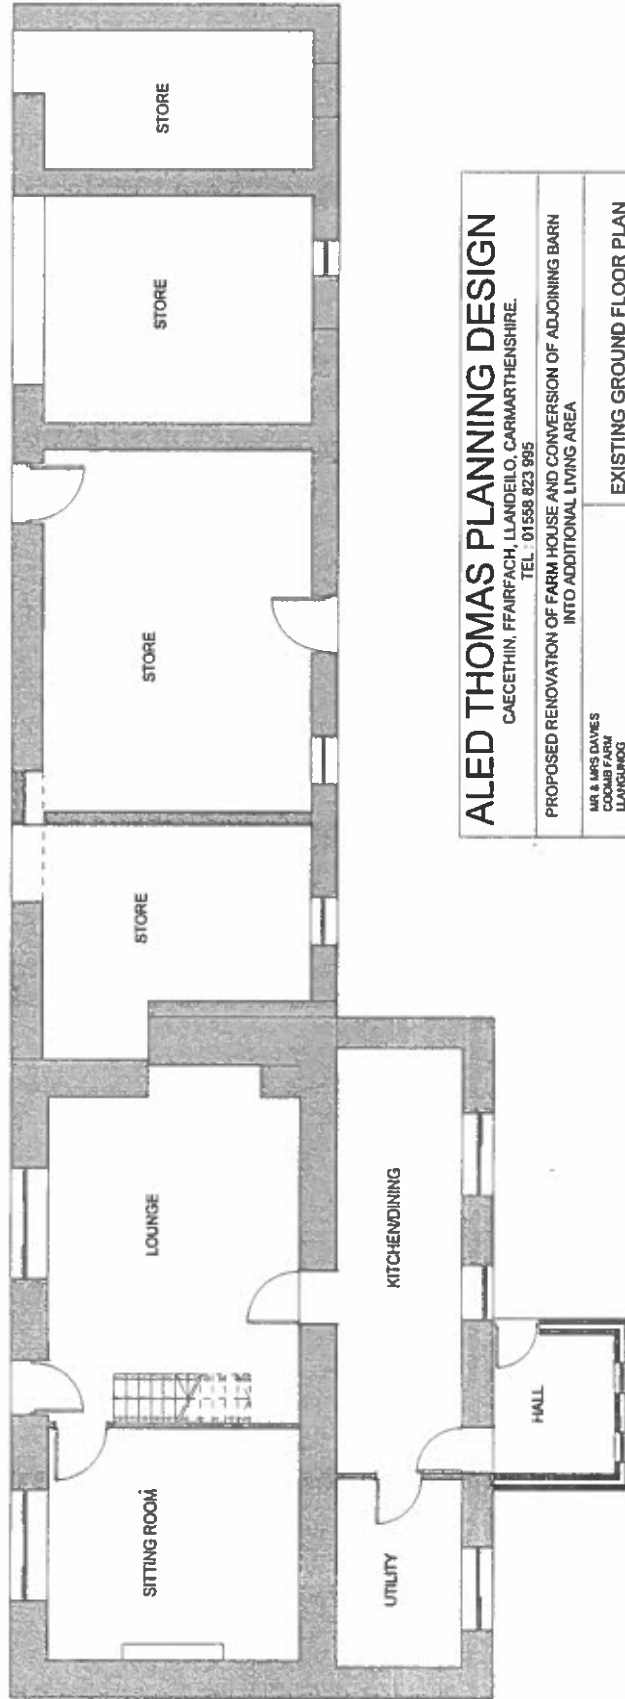 SITTING ROOM
LOUNGE
STORE
STORE
STORE
STORE
UTILITY
KITCHEN/DINING
HALL
ALED THOMAS PLANNING DESIGN
CAECETHIN, FFAIRFACH, LLANDEILO, CARMARTHENSHIRE.
TEL : 01558 823 995
PROPOSED RENOVATION OF FARM HOUSE AND CONVERSION OF ADJOINING BARN
INTO ADDITIONAL LIVING AREA
MR & MRS DAVIES
COOMB FARM
LLANGUNOG
EXISTING GROUND FLOOR PLAN